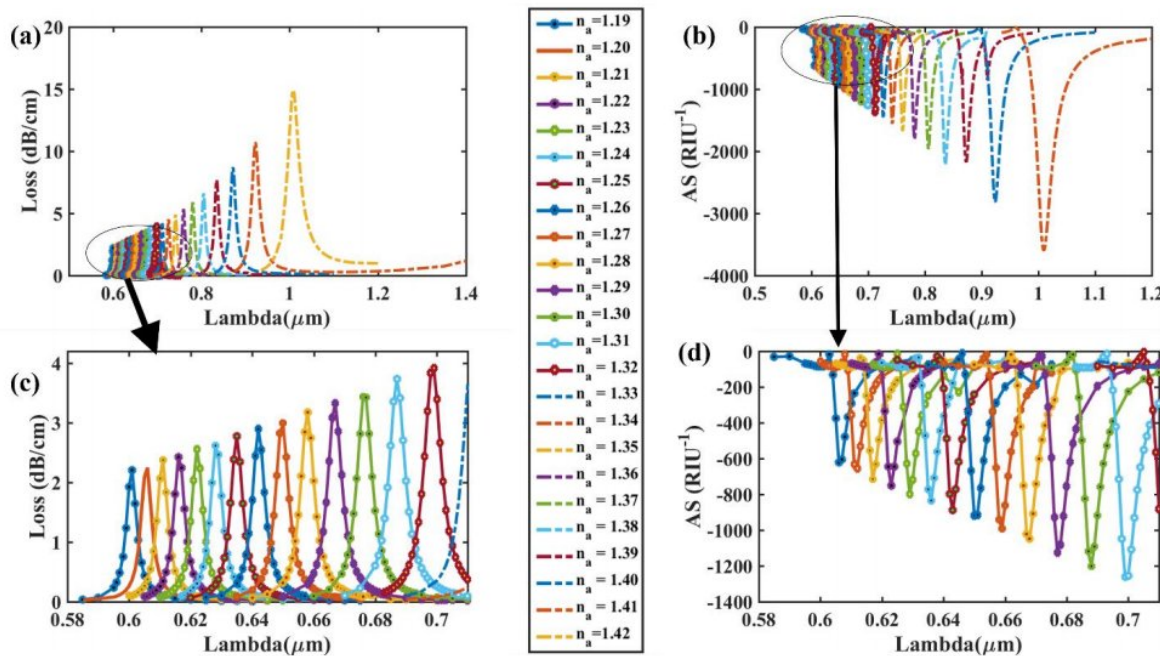 (a)
20
15
10
5
0
Loss (dB/cm)
0.6 0.8 1 1.2 1.4
Lambda(μm)
n_a=1.19
n_a=1.20
n_a=1.21
n_a=1.22
n_a=1.23
n_a=1.24
n_a=1.25
n_a=1.26
n_a=1.27
n_a=1.28
n_a=1.29
n_a=1.30
n_a=1.31
n_a = 1.32
n_a = 1.33
n_a = 1.34
n_a = 1.35
n_a = 1.36
n_a = 1.37
n_a = 1.38
n_a = 1.39
n_a = 1.40
n_a = 1.41
n_a=1.42
(b)
0
-1000
-2000
-3000
-4000
AS (RIU⁻¹)
0.5 0.6 0.7 0.8 0.9 1 1.1 1.2
Lambda(μm)
(c)
4
3
2
1
0
Loss (dB/cm)
0.58 0.6 0.62 0.64 0.66 0.68 0.7
Lambda(μm)
(d)
0
-200
-400
-600
-800
-1000
-1200
-1400
AS (RIU⁻¹)
0.58 0.6 0.62 0.64 0.66 0.68 0.7
Lambda(μm)